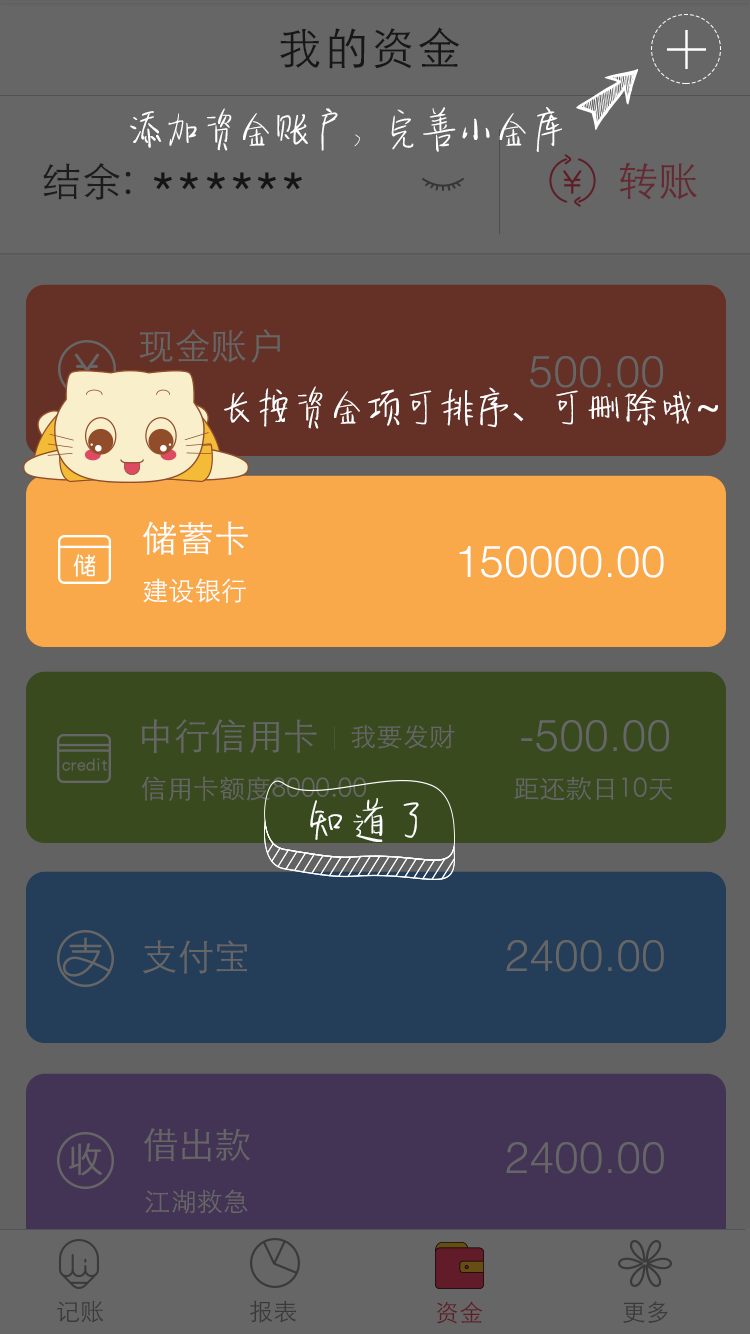 我的资金
添加资金账户，完善小金库
结余: ******
¥ 转账
现金账户
500.00
长按资金项可排序、可删除哦~
储
储蓄卡
150000.00
建设银行
中行信用卡 | 我要发财
-500.00
credit
信用卡额度8000.00
距还款日10天
知道了
支
支付宝
2400.00
收
借出款
2400.00
江湖救急
记账
报表
资金
更多